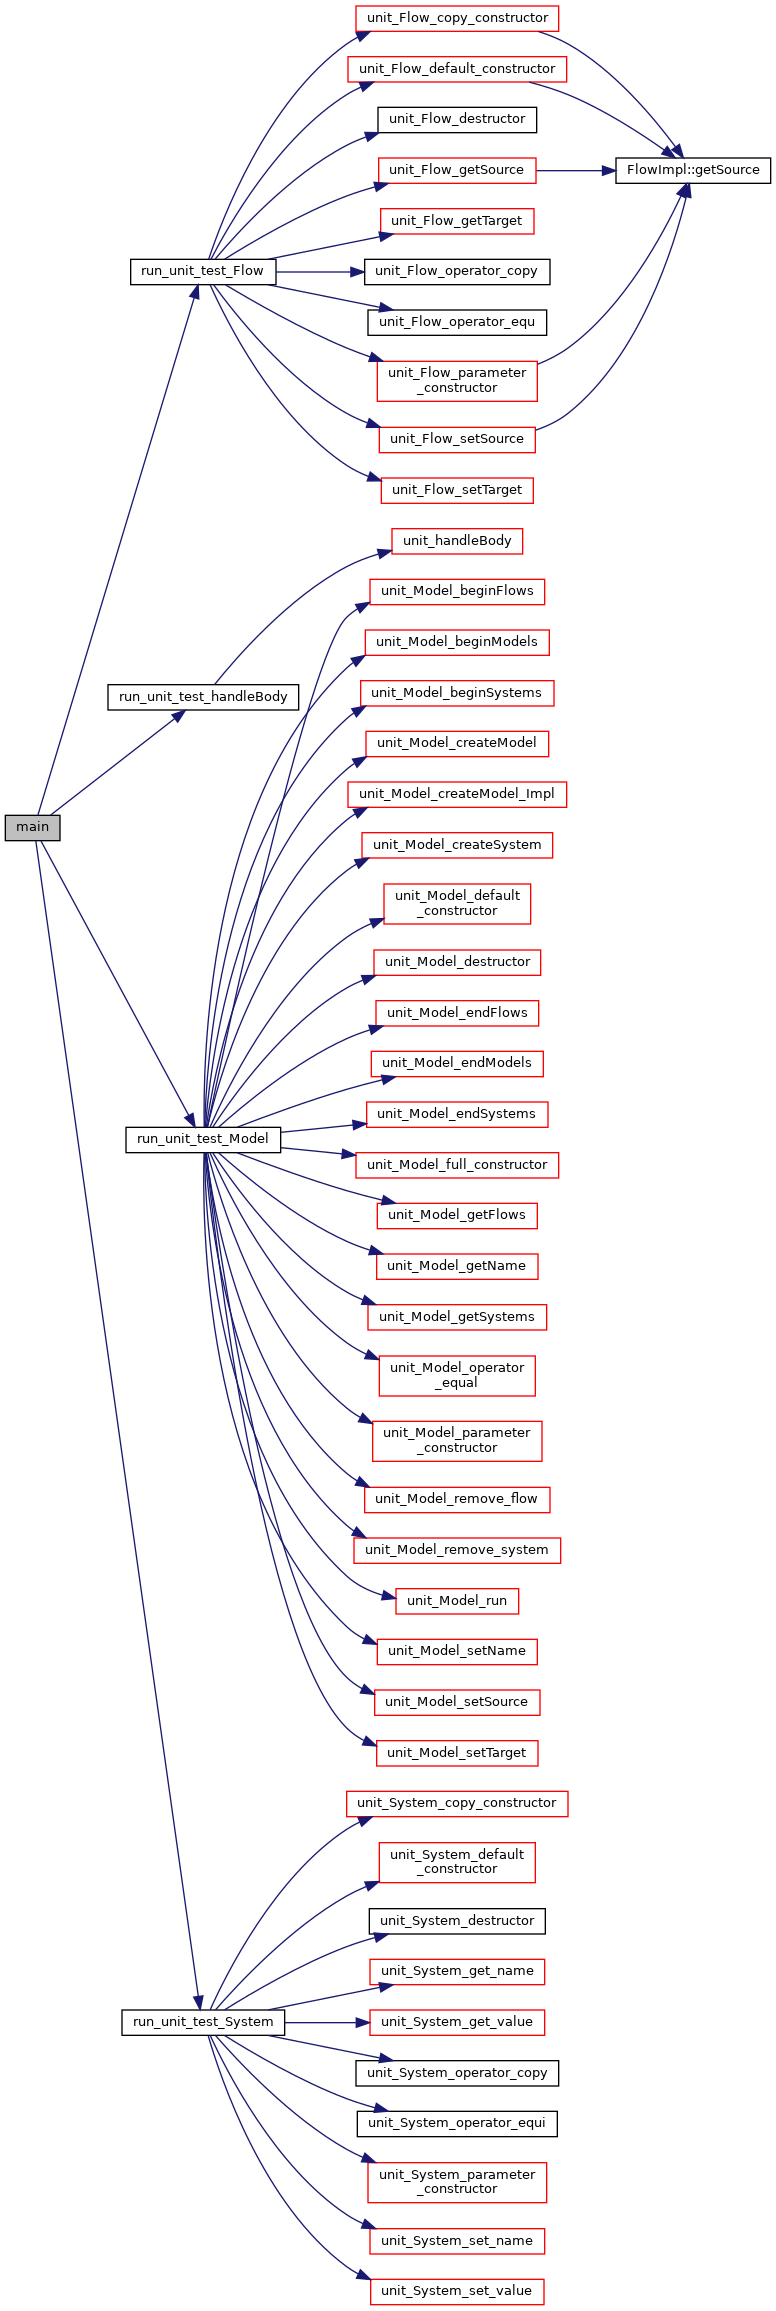 unit_Flow_copy_constructor
unit_Flow_default_constructor
unit_Flow_destructor
unit_Flow_getSource
FlowImpl::getSource
unit_Flow_getTarget
run_unit_test_Flow
unit_Flow_operator_copy
unit_Flow_operator_equ
unit_Flow_parameter
_constructor
unit_Flow_setSource
unit_Flow_setTarget
unit_handleBody
unit_Model_beginFlows
unit_Model_beginModels
run_unit_test_handleBody
unit_Model_beginSystems
unit_Model_createModel
unit_Model_createModel_Impl
main
unit_Model_createSystem
unit_Model_default
_constructor
unit_Model_destructor
unit_Model_endFlows
unit_Model_endModels
unit_Model_endSystems
run_unit_test_Model
unit_Model_full_constructor
unit_Model_getFlows
unit_Model_getName
unit_Model_getSystems
unit_Model_operator
_equal
unit_Model_parameter
_constructor
unit_Model_remove_flow
unit_Model_remove_system
unit_Model_run
unit_Model_setName
unit_Model_setSource
unit_Model_setTarget
unit_System_copy_constructor
unit_System_default
_constructor
unit_System_destructor
unit_System_get_name
run_unit_test_System
unit_System_get_value
unit_System_operator_copy
unit_System_operator_equi
unit_System_parameter
_constructor
unit_System_set_name
unit_System_set_value